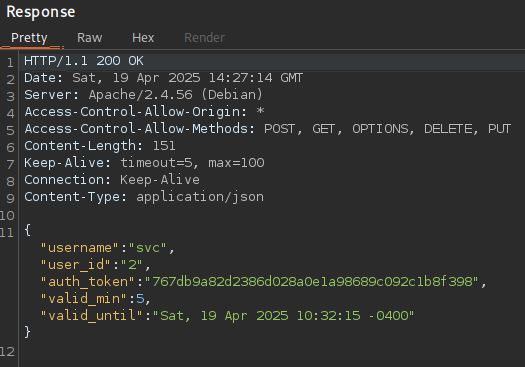 Response
Pretty Raw Hex Render
1 HTTP/1.1 200 OK
2 Date: Sat, 19 Apr 2025 14:27:14 GMT
3 Server: Apache/2.4.56 (Debian)
4 Access-Control-Allow-Origin: *
5 Access-Control-Allow-Methods: POST, GET, OPTIONS, DELETE, PUT
6 Content-Length: 151
7 Keep-Alive: timeout=5, max=100
8 Connection: Keep-Alive
9 Content-Type: application/json
10
11 {
"username":"svc",
"user_id":"2",
"auth_token":"767db9a82d2386d028a0e1a98689c092c1b8f398",
"valid_min":5,
"valid_until":"Sat, 19 Apr 2025 10:32:15 -0400"
}
12